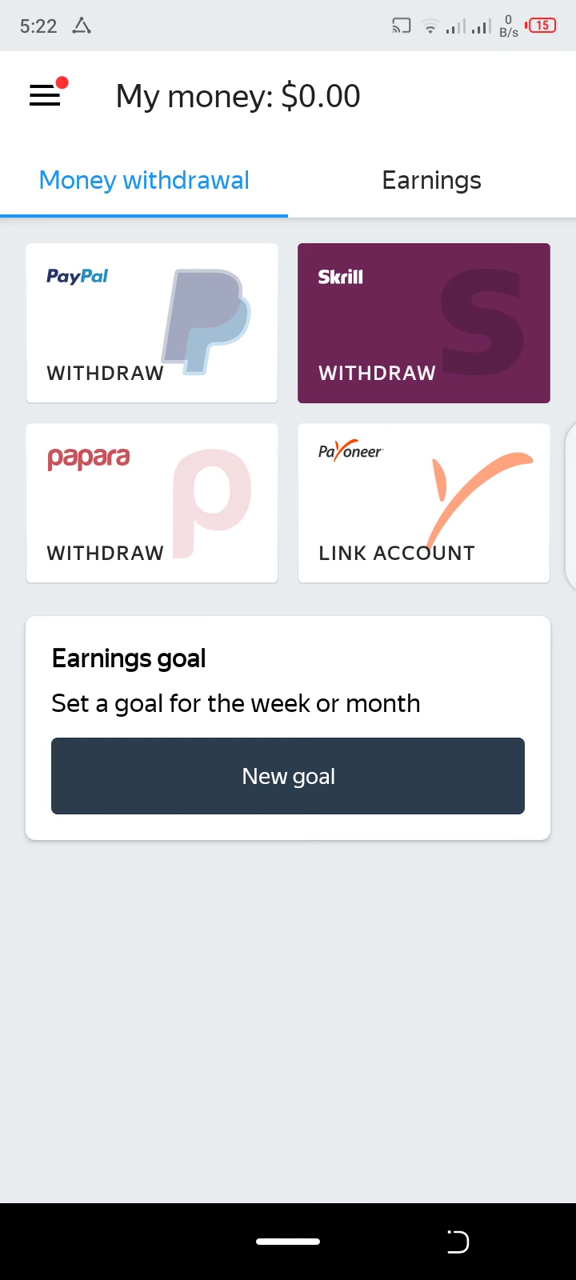 5:22
0
B/s
15
My money: $0.00
Money withdrawal
Earnings
PayPal
WITHDRAW
Skrill
WITHDRAW
papara
WITHDRAW
Payoneer
LINK ACCOUNT
Earnings goal
Set a goal for the week or month
New goal